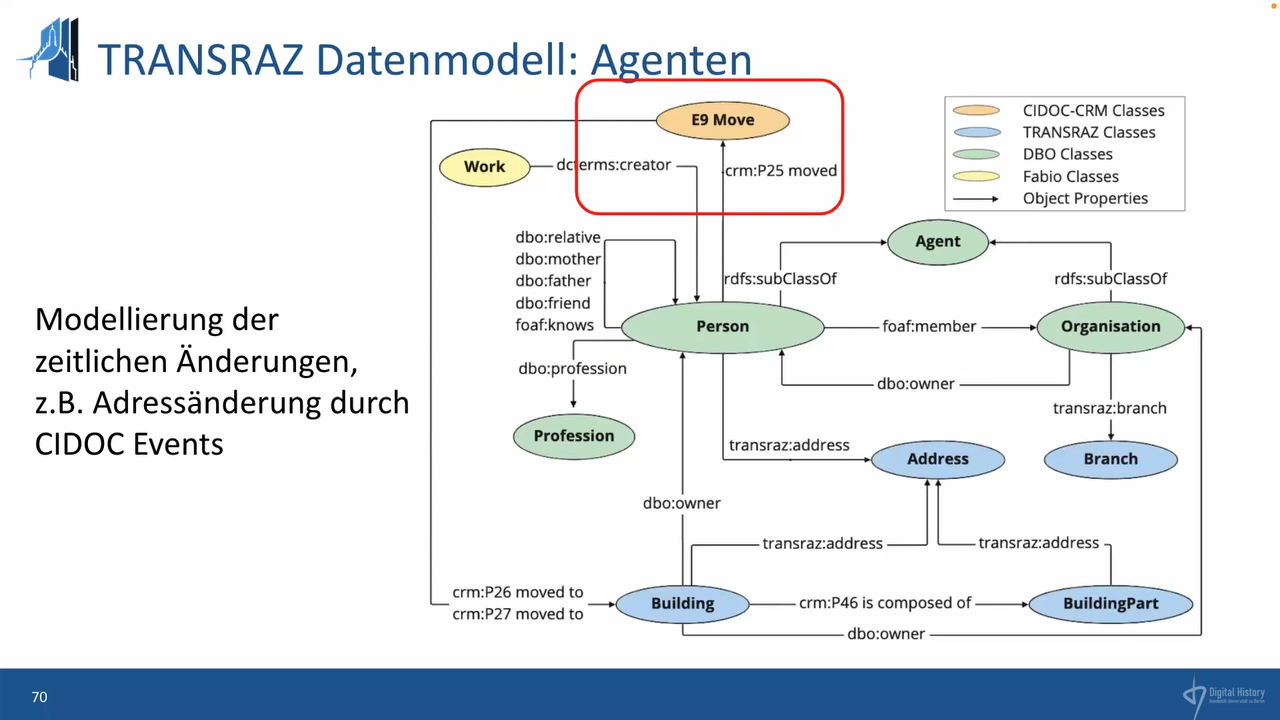 TRANSRAZ Datenmodell: Agenten
E9 Move
Work
dcterms:creator
crm:P25 moved
CIDOC-CRM Classes
TRANSRAZ Classes
DBO Classes
Fabio Classes
Object Properties
dbo:relative
dbo:mother
dbo:father
dbo:friend
foaf:knows
Agent
rdfs:subClassOf
rdfs:subClassOf
Person
foaf:member
Organisation
Modellierung der
zeitlichen Änderungen,
z.B. Adressänderung durch
CIDOC Events
dbo:profession
dbo:owner
transraz:branch
Profession
transraz:address
Address
Branch
dbo:owner
transraz:address
transraz:address
crm:P26 moved to
crm:P27 moved to
Building
crm:P46 is composed of
BuildingPart
dbo:owner
70
Digital History
Humboldt-Universität zu Berlin